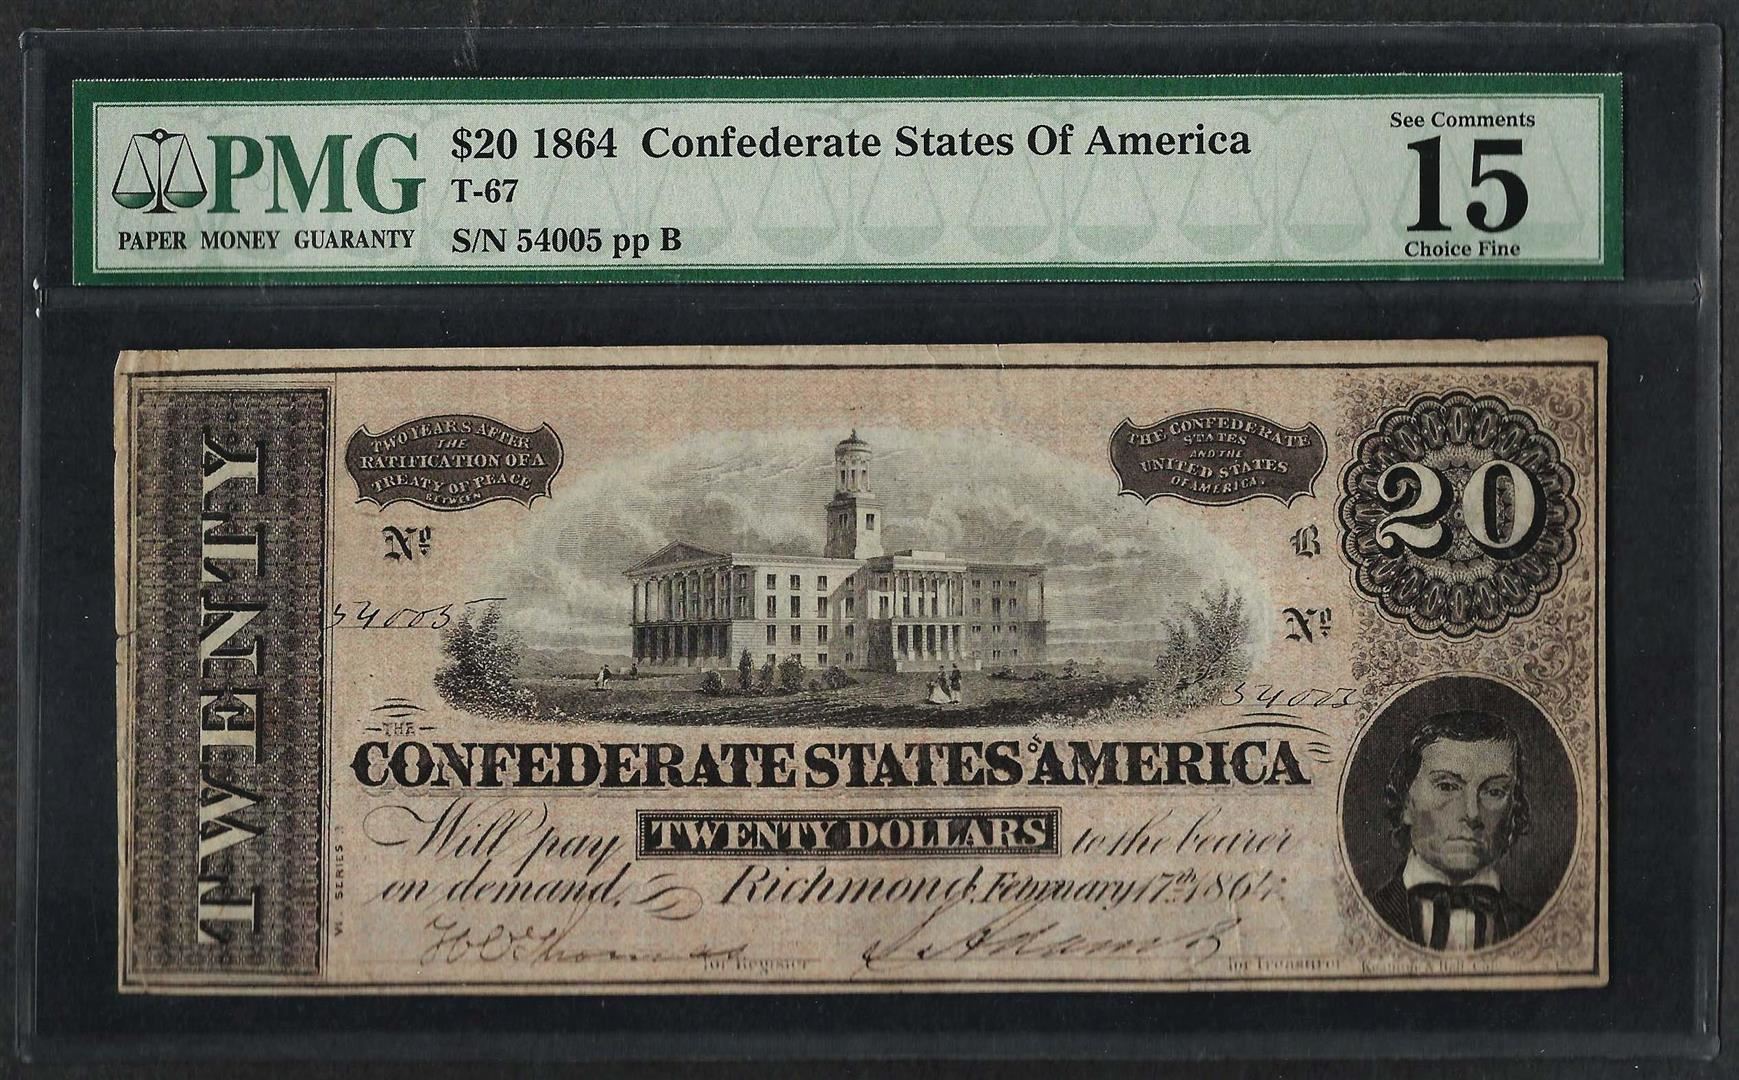 PMG
PAPER MONEY GUARANTY
$20 1864 Confederate States Of America
T-67
S/N 54005 pp B
See Comments
15
Choice Fine
TWENTY
TWO YEARS AFTER
THE
RATIFICATION OF A
TREATY OF PEACE
BETWEEN
THE CONFEDERATE
STATES
AND THE
UNITED STATES
OF AMERICA.
20
No
B
54005
No
54005
THE
CONFEDERATE STATES OF AMERICA
Will pay TWENTY DOLLARS to the bearer
on demand. Richmond, February 17th 1864.
VI SERIES
for Register
for Treasurer